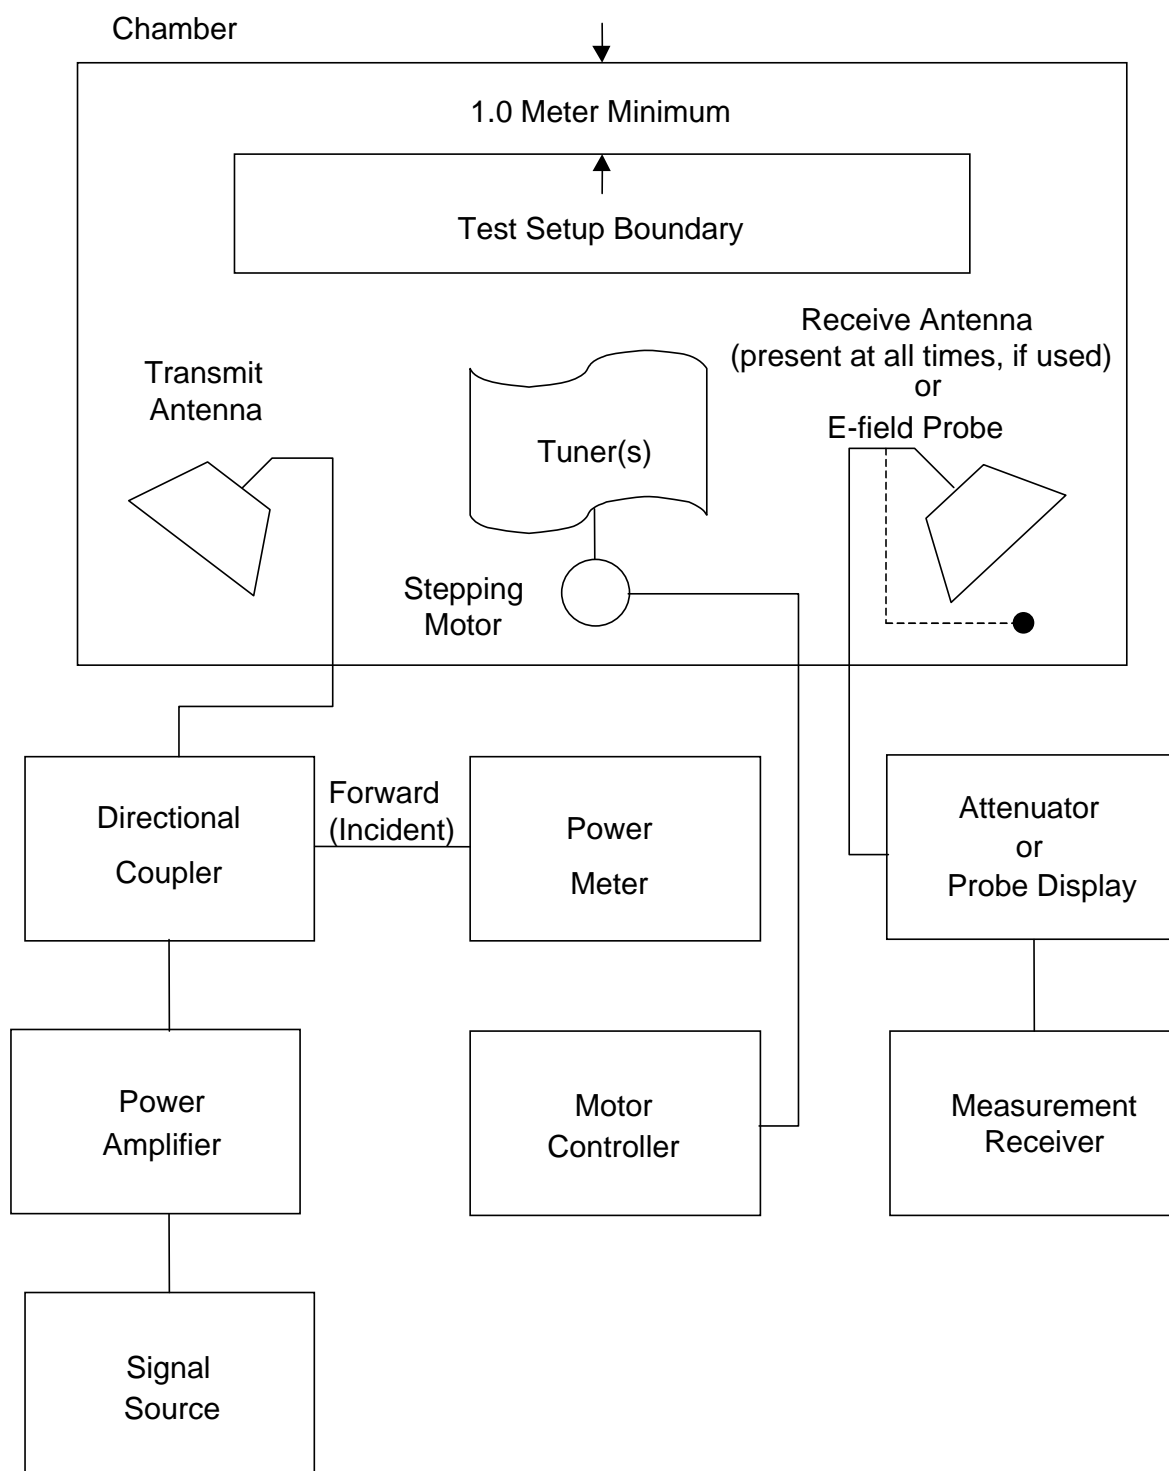 Chamber
1.0 Meter Minimum
Test Setup Boundary
Receive Antenna
(present at all times, if used)
or
E-field Probe
Transmit
Antenna
Tuner(s)
Stepping
Motor
Directional
Coupler
Forward
(Incident)
Power
Meter
Attenuator
or
Probe Display
Power
Amplifier
Motor
Controller
Measurement
Receiver
Signal
Source